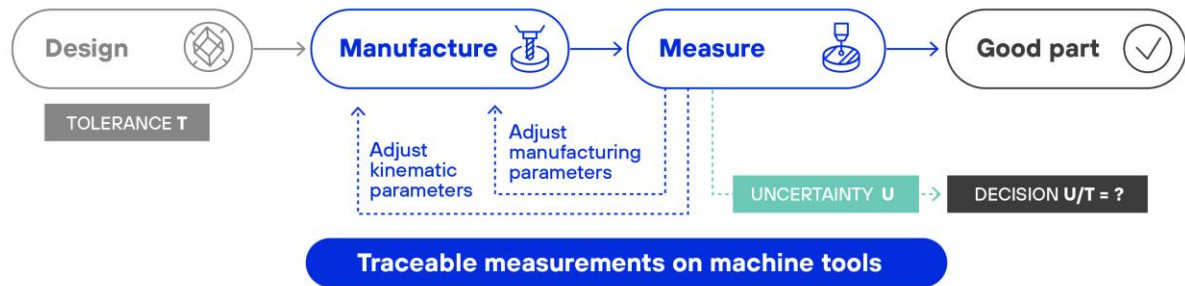 Design
Manufacture
Measure
Good part
TOLERANCE T
Adjust
kinematic
parameters
Adjust
manufacturing
parameters
UNCERTAINTY U
DECISION U/T = ?
Traceable measurements on machine tools